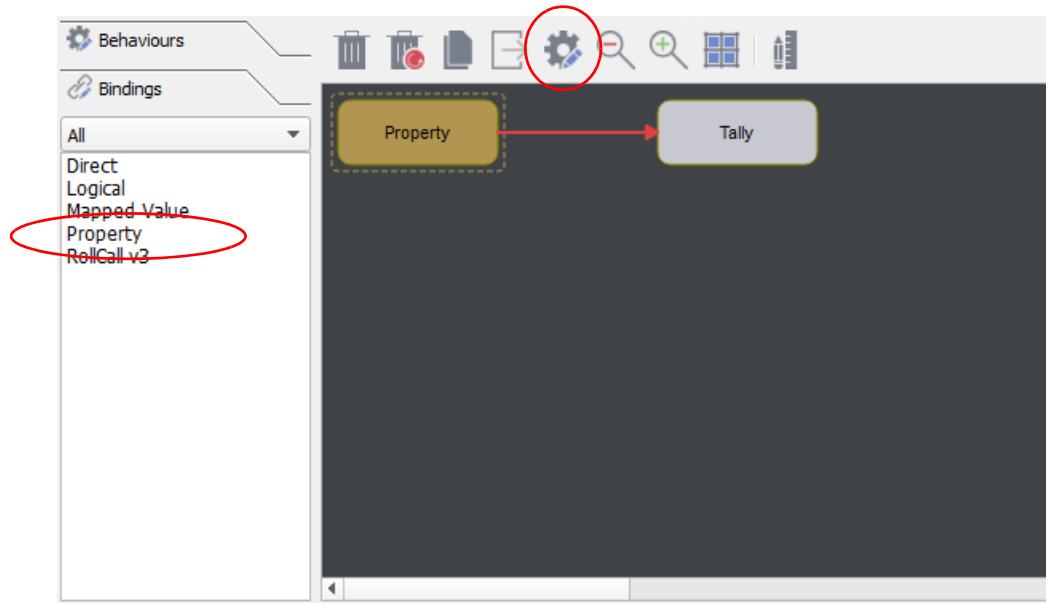 Behaviours
Bindings
All
Direct
Logical
Mapped Value
Property
RollCall v3
Property
Tally